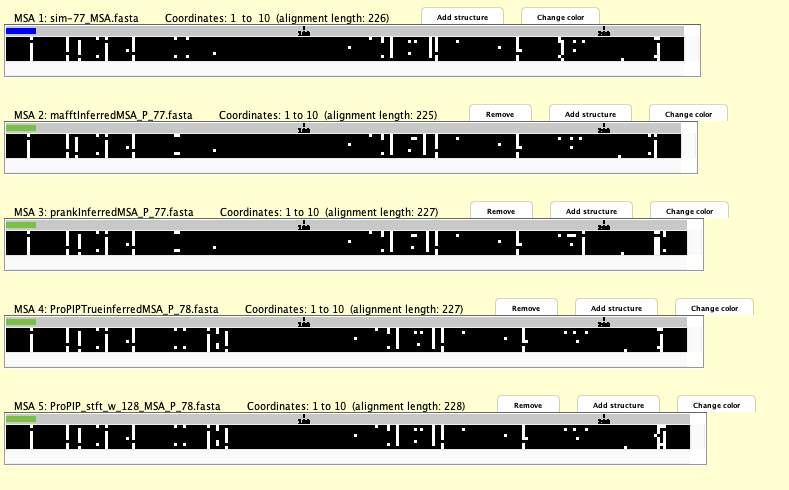 MSA 1: sim-77_MSA.fasta Coordinates: 1 to 10 (alignment length: 226) Add structure Change color
100 200
MSA 2: mafftInferredMSA_P_77.fasta Coordinates: 1 to 10 (alignment length: 225) Remove Add structure Change color
100 200
MSA 3: prankInferredMSA_P_77.fasta Coordinates: 1 to 10 (alignment length: 227) Remove Add structure Change color
100 200
MSA 4: ProPIPTrueinferredMSA_P_78.fasta Coordinates: 1 to 10 (alignment length: 227) Remove Add structure Change color
100 200
MSA 5: ProPIP_stft_w_128_MSA_P_78.fasta Coordinates: 1 to 10 (alignment length: 228) Remove Add structure Change color
100 200